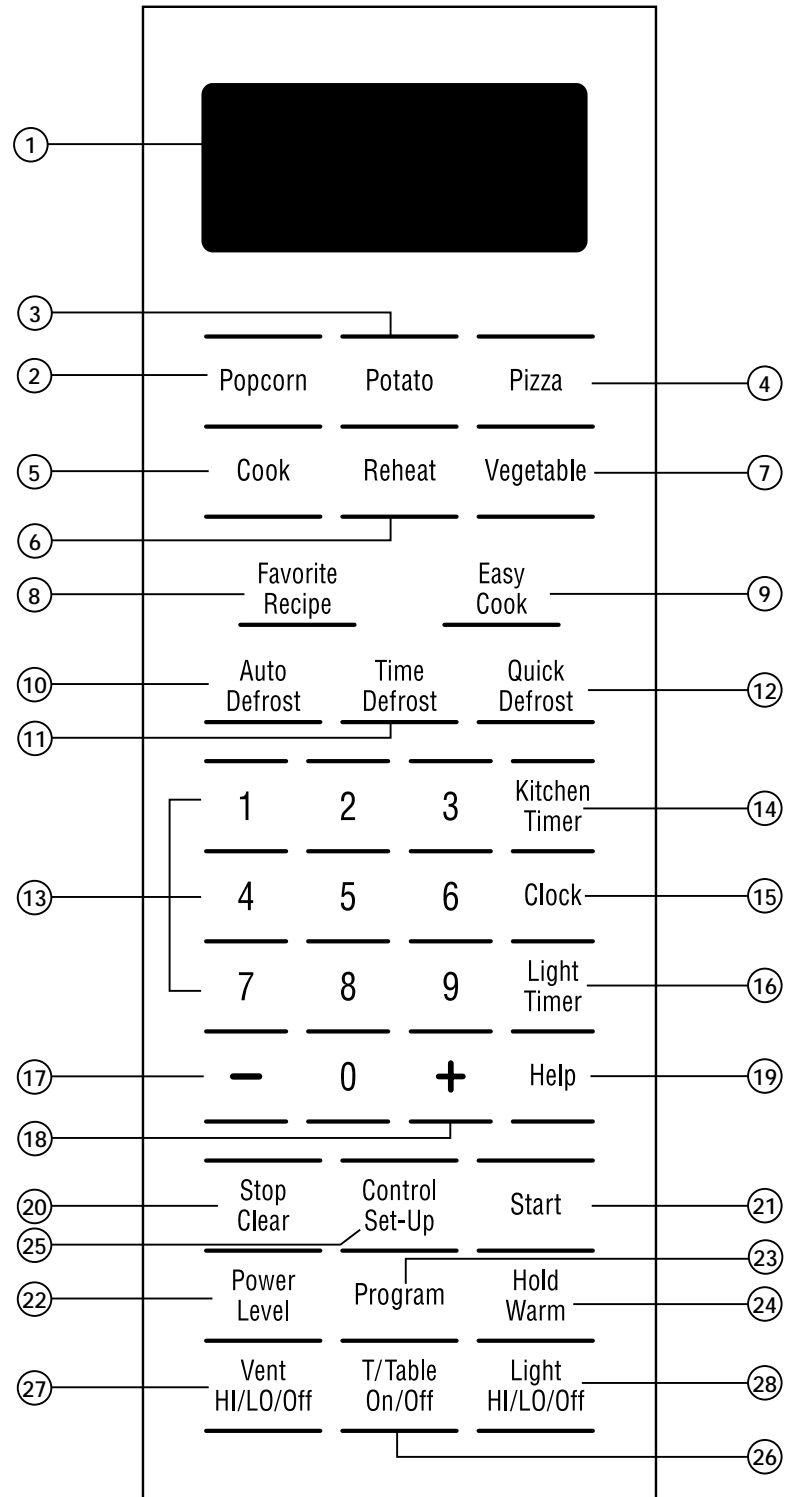 1
3
2
Popcorn
Potato
Pizza
4
5
Cook
Reheat
Vegetable
7
6
8
Favorite
Recipe
Easy
Cook
9
10
Auto
Defrost
Time
Defrost
Quick
Defrost
12
11
1
2
3
Kitchen
Timer
14
13
4
5
6
Clock
15
7
8
9
Light
Timer
16
17
−
0
+
Help
19
18
20
Stop
Clear
Control
Set-Up
Start
21
25
23
22
Power
Level
Program
Hold
Warm
24
27
Vent
HI/LO/Off
T/Table
On/Off
Light
HI/LO/Off
28
26